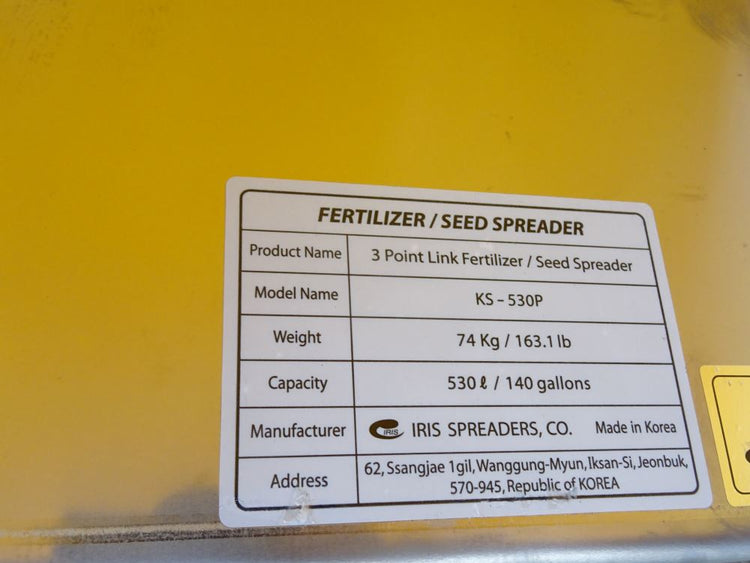 FERTILIZER / SEED SPREADER
Product Name 3 Point Link Fertilizer / Seed Spreader
Model Name KS - 530P
Weight 74 Kg / 163.1 lb
Capacity 530 ℓ / 140 gallons
Manufacturer IRIS IRIS SPREADERS, CO. Made in Korea
Address 62, Ssangjae 1gil, Wanggung-Myun, Iksan-Si, Jeonbuk,
570-945, Republic of KOREA